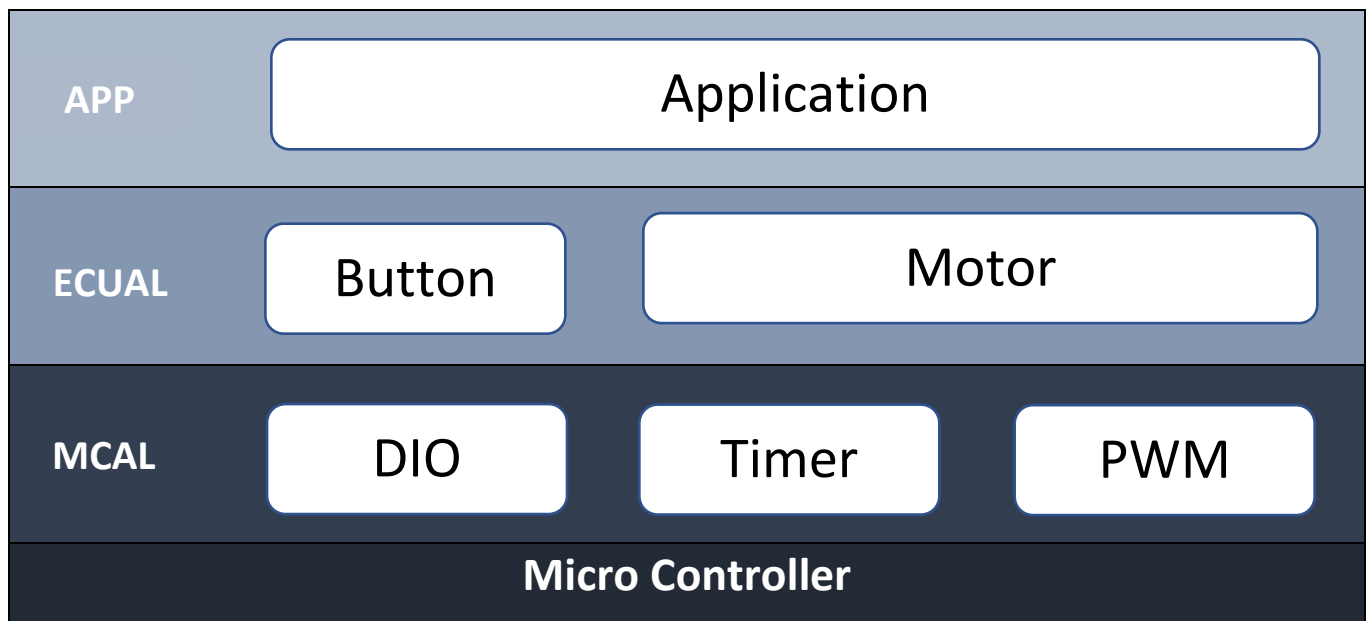 APP
Application
ECUAL
Button
Motor
MCAL
DIO
Timer
PWM
Micro Controller